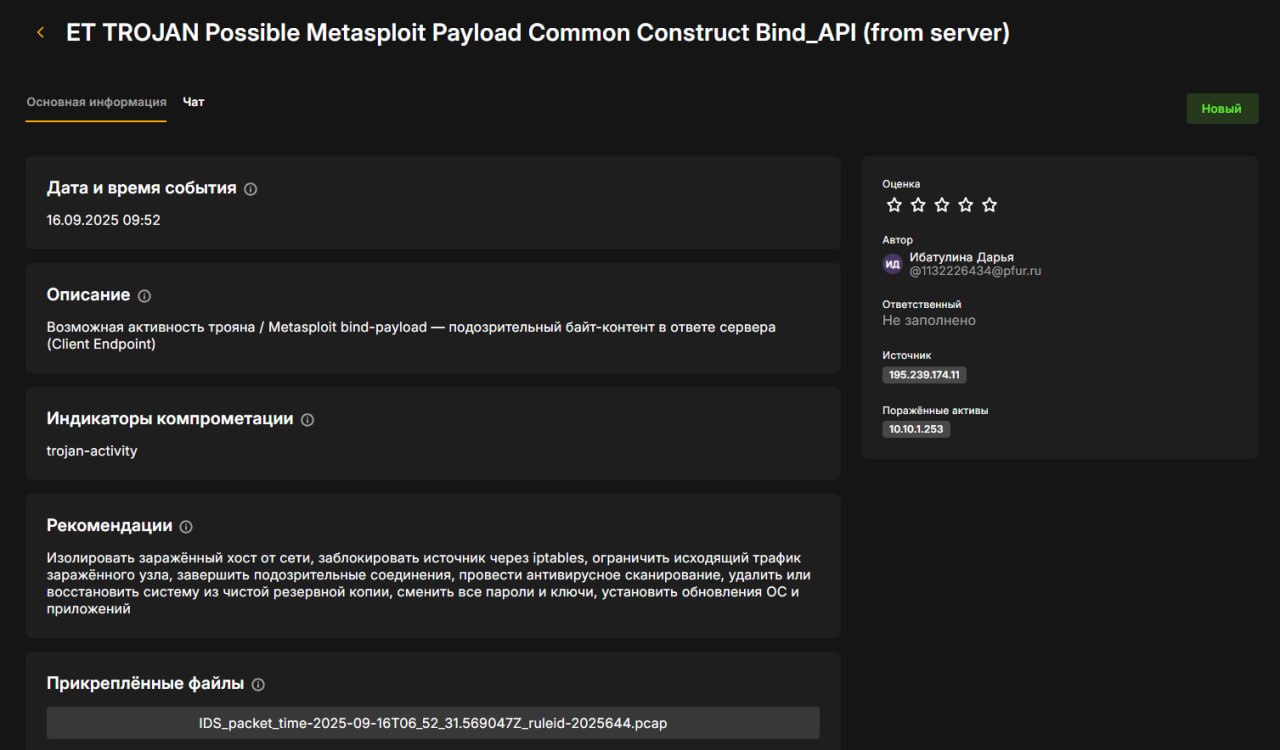 ET TROJAN Possible Metasploit Payload Common Construct Bind_API (from server)
Основная информация
Чат
Новый
Дата и время события
16.09.2025 09:52
Описание
Возможная активность трояна / Metasploit bind-payload — подозрительный байт-контент в ответе сервера
(Client Endpoint)
Индикаторы компрометации
trojan-activity
Рекомендации
Изолировать заражённый хост от сети, заблокировать источник через iptables, ограничить исходящий трафик
заражённого узла, завершить подозрительные соединения, провести антивирусное сканирование, удалить или
восстановить систему из чистой резервной копии, сменить все пароли и ключи, установить обновления ОС и
приложений
Прикреплённые файлы
IDS_packet_time-2025-09-16T06_52_31.569047Z_ruleid-2025644.pcap
Оценка
Автор
ИД
Ибатулина Дарья
@1132226434@pfur.ru
Ответственный
Не заполнено
Источник
195.239.174.11
Поражённые активы
10.10.1.253